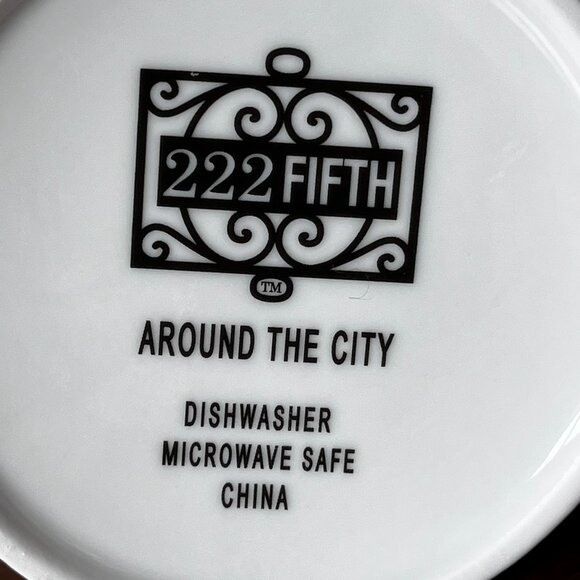 222 FIFTH
TM
AROUND THE CITY
DISHWASHER
MICROWAVE SAFE
CHINA